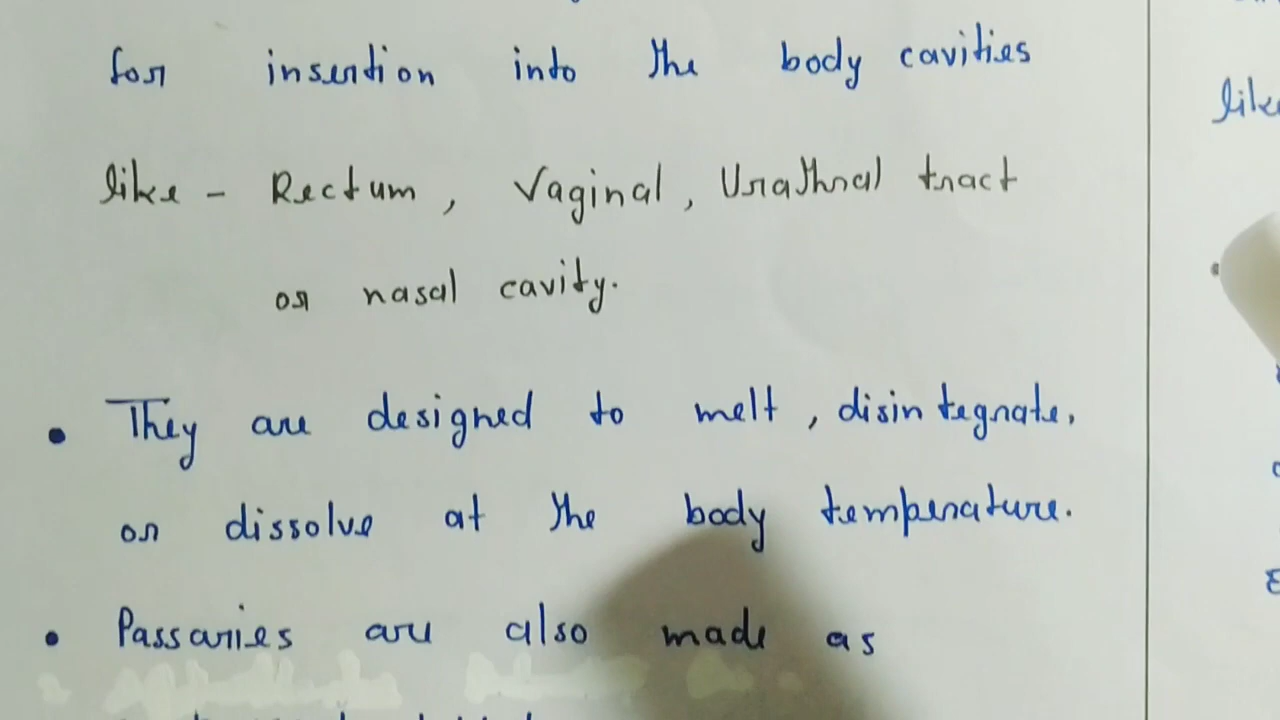 for insertion into the body cavities
like - Rectum, Vaginal, Urathral tract
or nasal cavity.
• They are designed to melt, disintegrate,
or dissolve at the body temperature.
• Passaries are also made as
like